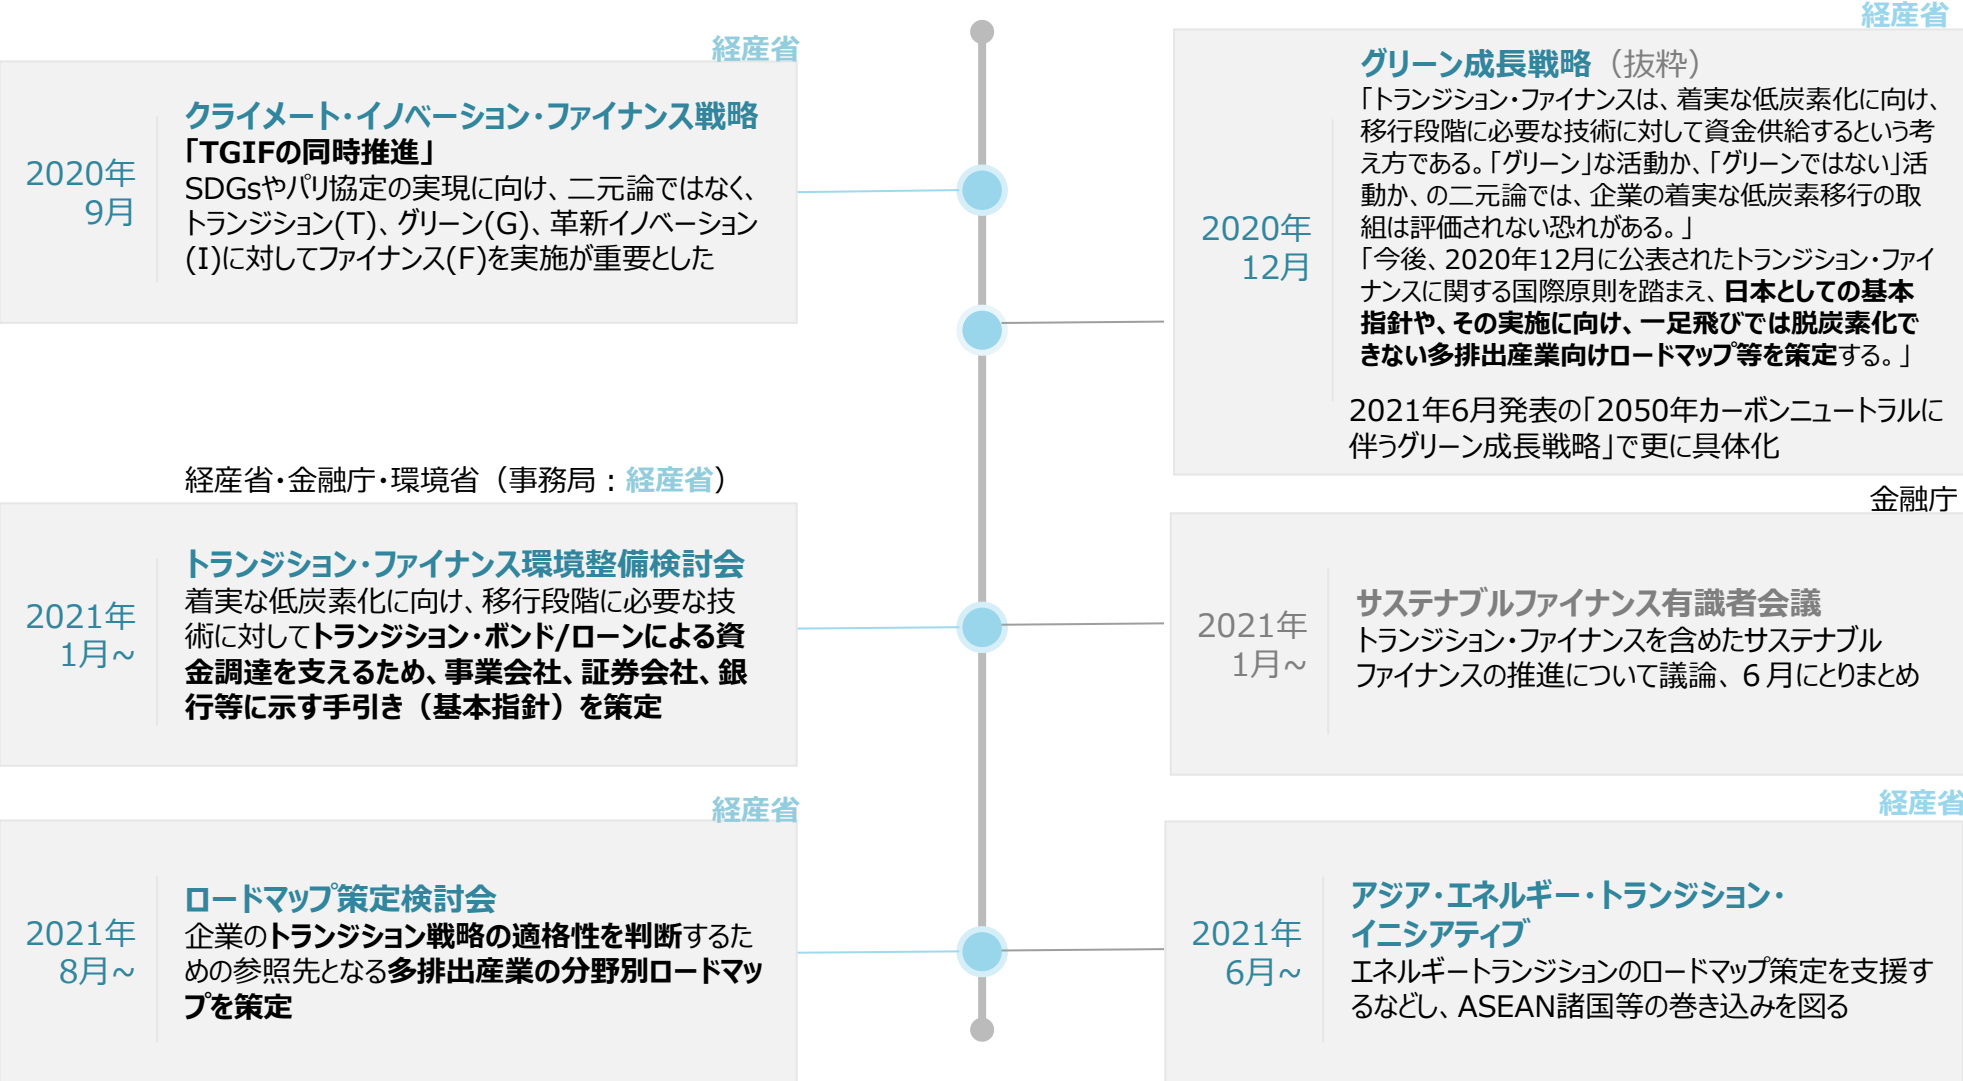 経産省
2020年
9月
クライメート・イノベーション・ファイナンス戦略
「TGIFの同時推進」
SDGsやパリ協定の実現に向け、二元論ではなく、
トランジション(T)、グリーン(G)、革新イノベーション
(I)に対してファイナンス(F)を実施が重要とした
経産省
2020年
12月
グリーン成長戦略（抜粋）
「トランジション・ファイナンスは、着実な低炭素化に向け、
移行段階に必要な技術に対して資金供給するという考
え方である。「グリーン」な活動か、「グリーンではない」活
動か、の二元論では、企業の着実な低炭素移行の取
組は評価されない恐れがある。」
「今後、2020年12月に公表されたトランジション・ファイ
ナンスに関する国際原則を踏まえ、日本としての基本
指針や、その実施に向け、一足飛びでは脱炭素化で
きない多排出産業向けロードマップ等を策定する。」
2021年6月発表の「2050年カーボンニュートラルに
伴うグリーン成長戦略」で更に具体化
経産省・金融庁・環境省（事務局：経産省）
2021年
1月~
トランジション・ファイナンス環境整備検討会
着実な低炭素化に向け、移行段階に必要な技
術に対してトランジション・ボンド/ローンによる資
金調達を支えるため、事業会社、証券会社、銀
行等に示す手引き（基本指針）を策定
金融庁
2021年
1月~
サステナブルファイナンス有識者会議
トランジション・ファイナンスを含めたサステナブル
ファイナンスの推進について議論、６月にとりまとめ
経産省
2021年
8月~
ロードマップ策定検討会
企業のトランジション戦略の適格性を判断するた
めの参照先となる多排出産業の分野別ロードマッ
プを策定
経産省
2021年
6月~
アジア・エネルギー・トランジション・
イニシアティブ
エネルギートランジションのロードマップ策定を支援す
るなどし、ASEAN諸国等の巻き込みを図る